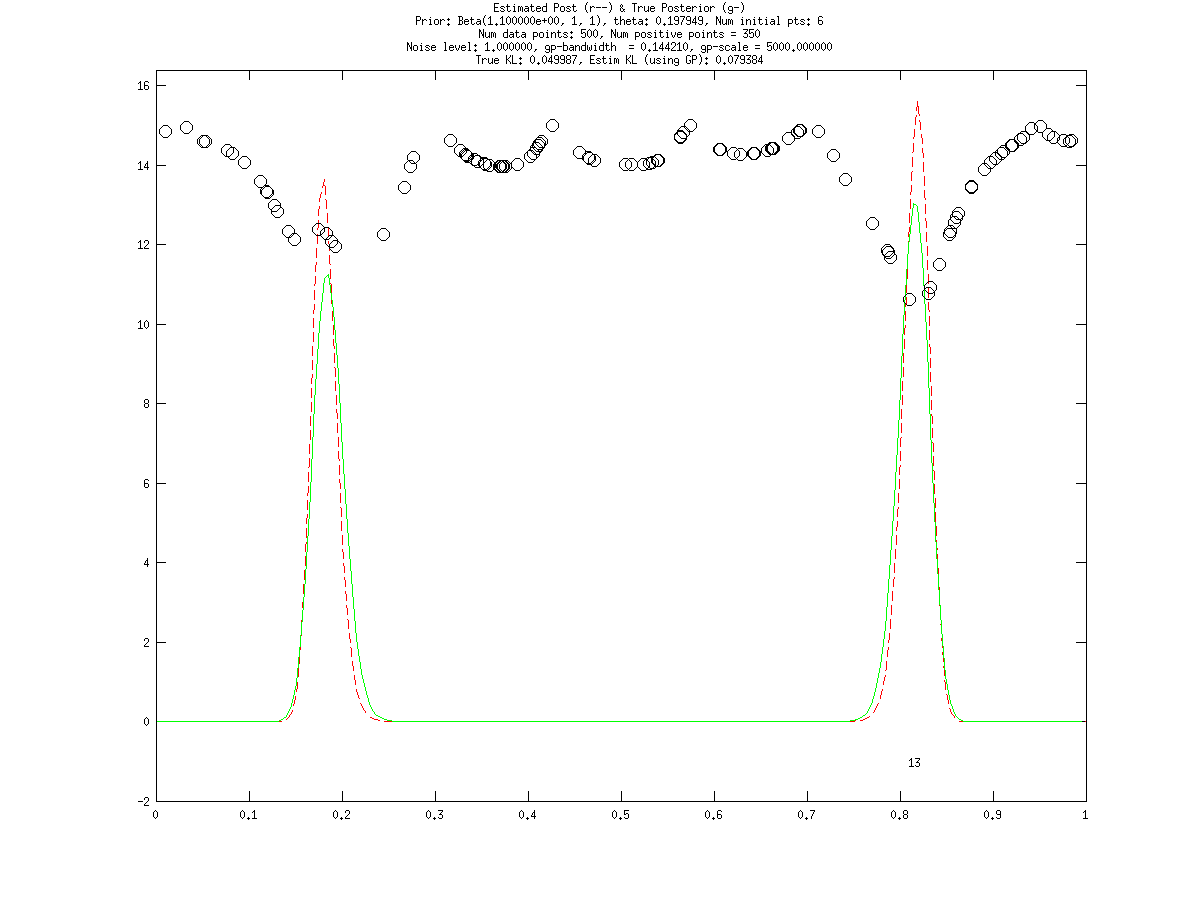 Estimated Post (r--) & True Posterior (g-)
Prior: Beta(1.100000e+00, 1, 1), theta: 0.197949, Num initial pts: 6
Num data points: 500, Num positive points = 350
Noise level: 1.000000, gp-bandwidth  = 0.144210, gp-scale = 5000.000000
True KL: 0.049987, Estim KL (using GP): 0.079384
16
14
12
10
8
6
4
2
0
13
-2
0 0.1 0.2 0.3 0.4 0.5 0.6 0.7 0.8 0.9 1